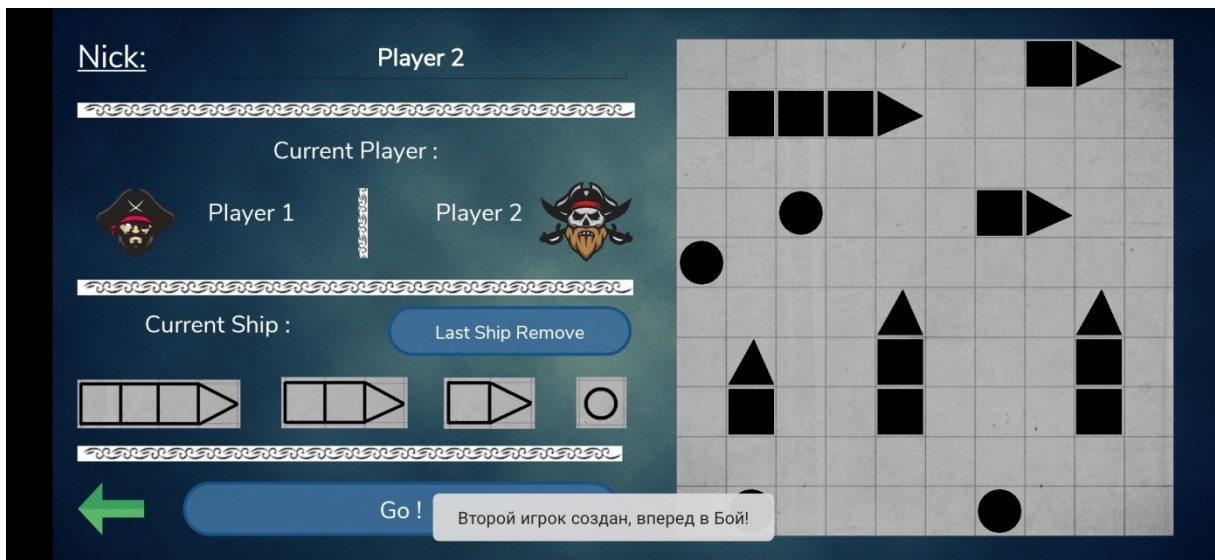 Nick:
Player 2
Current Player :
Player 1
Player 2
Current Ship :
Last Ship Remove
Go !
Второй игрок создан, вперед в Бой!